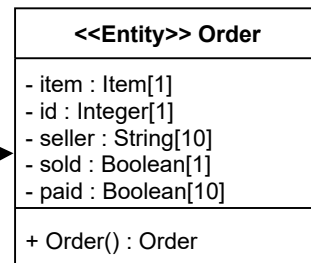 <<Entity>> Order
- item : Item[1]
- id : Integer[1]
- seller : String[10]
- sold : Boolean[1]
- paid : Boolean[10]
+ Order() : Order